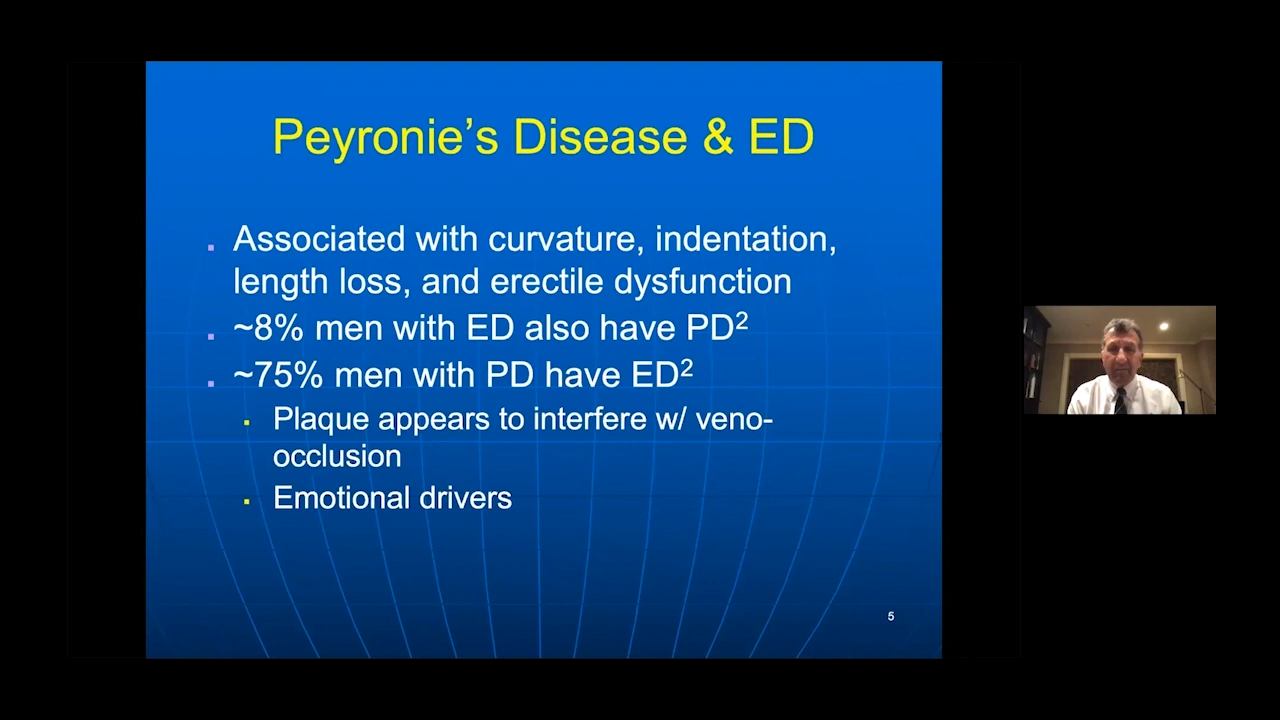 Peyronie’s Disease & ED
Associated with curvature, indentation,
length loss, and erectile dysfunction
~8% men with ED also have PD²
~75% men with PD have ED²
Plaque appears to interfere w/ veno-
occlusion
Emotional drivers
5